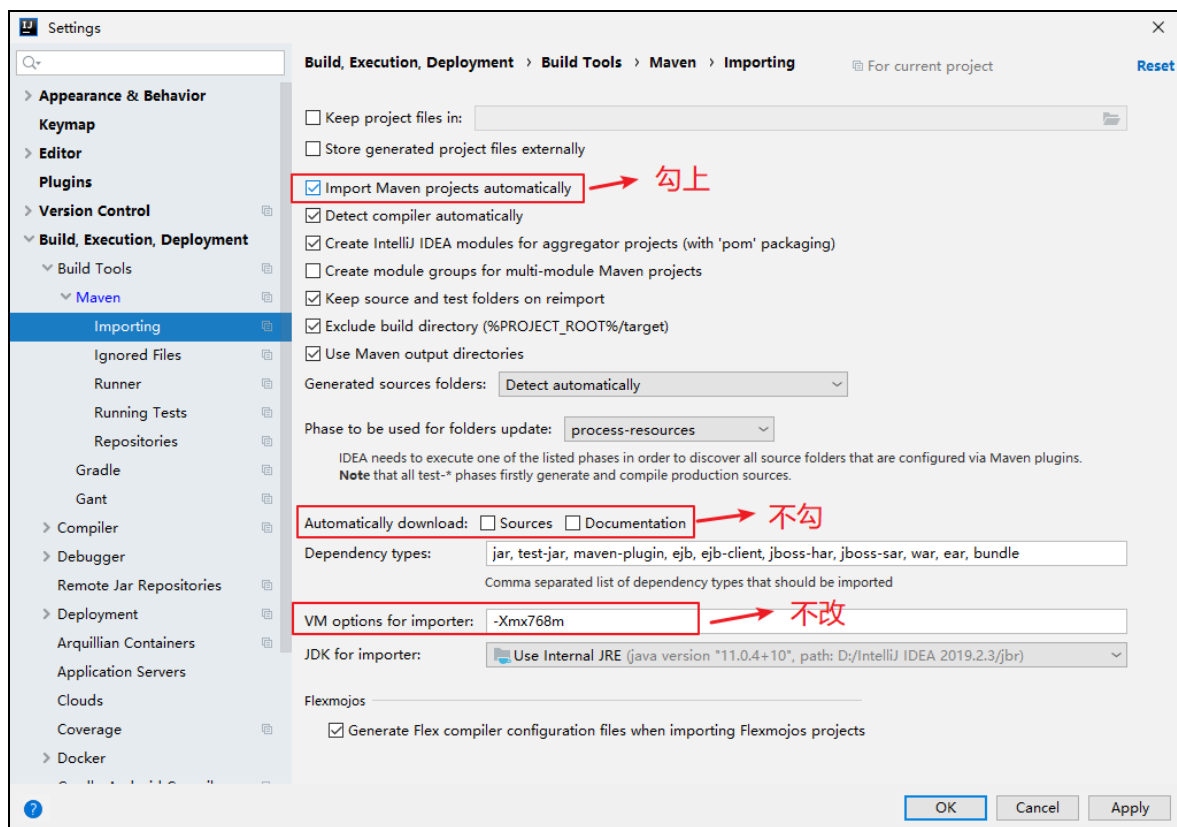 Settings
Build, Execution, Deployment › Build Tools › Maven › Importing
For current project
Reset
Appearance & Behavior
Keymap
Editor
Plugins
Version Control
Build, Execution, Deployment
Build Tools
Maven
Importing
Ignored Files
Runner
Running Tests
Repositories
Gradle
Gant
Compiler
Debugger
Remote Jar Repositories
Deployment
Arquillian Containers
Application Servers
Clouds
Coverage
Docker
Keep project files in:
Store generated project files externally
Import Maven projects automatically 勾上
Detect compiler automatically
Create IntelliJ IDEA modules for aggregator projects (with 'pom' packaging)
Create module groups for multi-module Maven projects
Keep source and test folders on reimport
Exclude build directory (%PROJECT_ROOT%/target)
Use Maven output directories
Generated sources folders: Detect automatically
Phase to be used for folders update: process-resources
IDEA needs to execute one of the listed phases in order to discover all source folders that are configured via Maven plugins.
Note that all test-* phases firstly generate and compile production sources.
Automatically download: Sources Documentation 不勾
Dependency types: jar, test-jar, maven-plugin, ejb, ejb-client, jboss-har, jboss-sar, war, ear, bundle
Comma separated list of dependency types that should be imported
VM options for importer: -Xmx768m 不改
JDK for importer: Use Internal JRE (java version "11.0.4+10", path: D:/IntelliJ IDEA 2019.2.3/jbr)
Flexmojos
Generate Flex compiler configuration files when importing Flexmojos projects
?
OK Cancel Apply